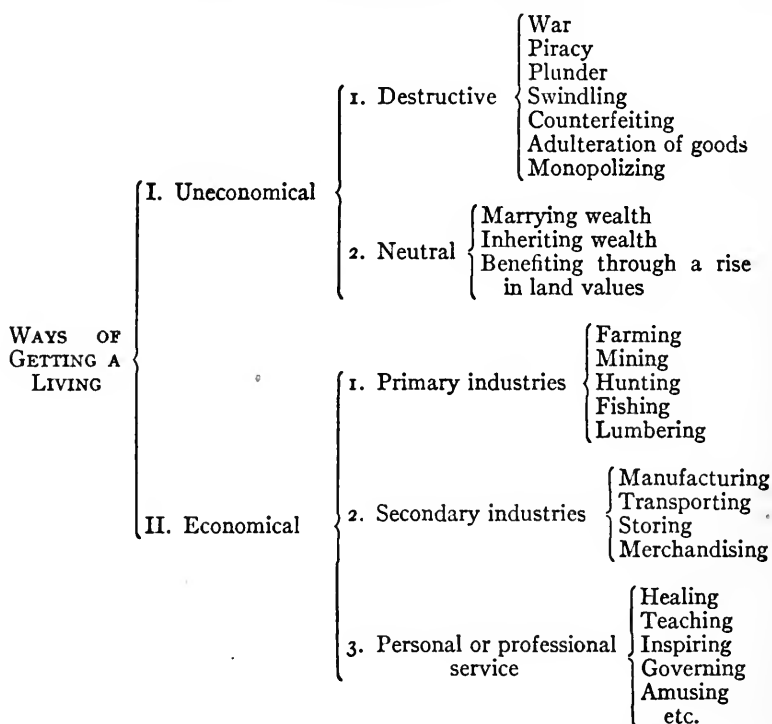 WAYS OF
GETTING A
LIVING
I. Uneconomical
1. Destructive
War
Piracy
Plunder
Swindling
Counterfeiting
Adulteration of goods
Monopolizing
2. Neutral
Marrying wealth
Inheriting wealth
Benefiting through a rise
in land values
II. Economical
1. Primary industries
Farming
Mining
Hunting
Fishing
Lumbering
2. Secondary industries
Manufacturing
Transporting
Storing
Merchandising
3. Personal or professional
service
Healing
Teaching
Inspiring
Governing
Amusing
etc.